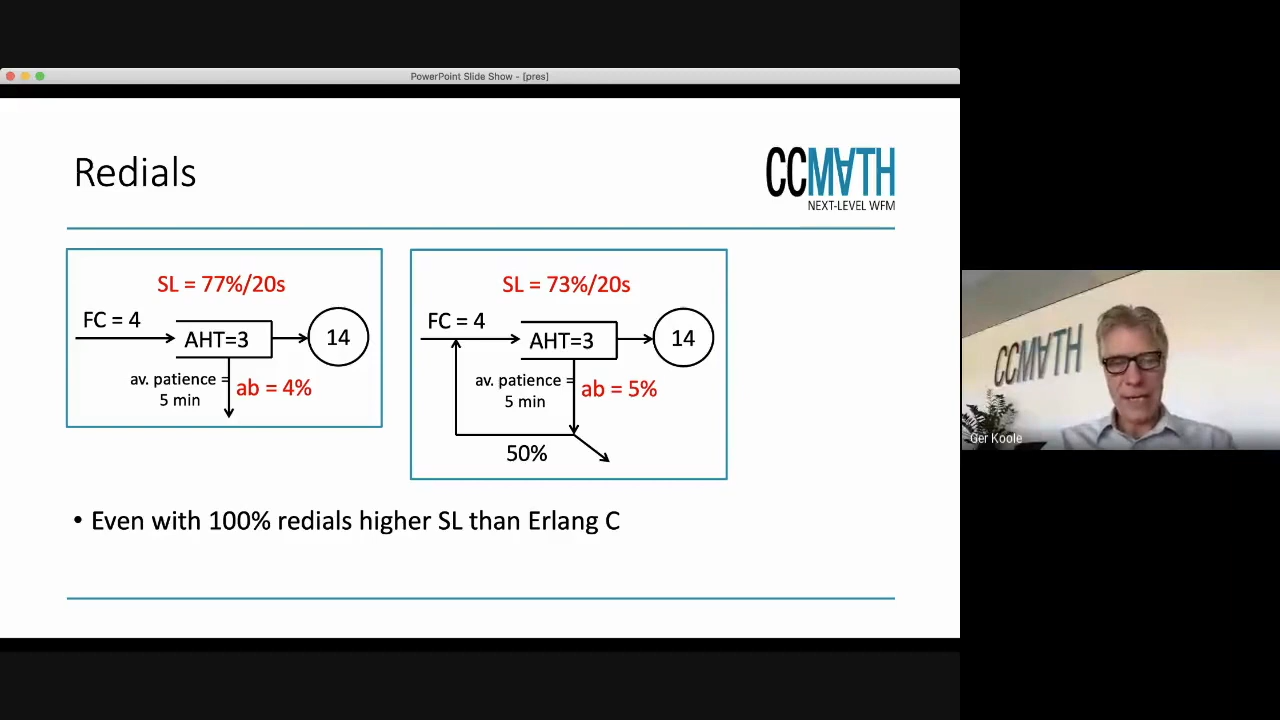 PowerPoint Slide Show - [pres]
Redials
CCMATH
NEXT-LEVEL WFM
SL = 77%/20s
FC = 4
AHT=3
14
av. patience =
5 min
ab = 4%
SL = 73%/20s
FC = 4
AHT=3
14
av. patience =
5 min
ab = 5%
50%
• Even with 100% redials higher SL than Erlang C
CCMATH
Ger Koole